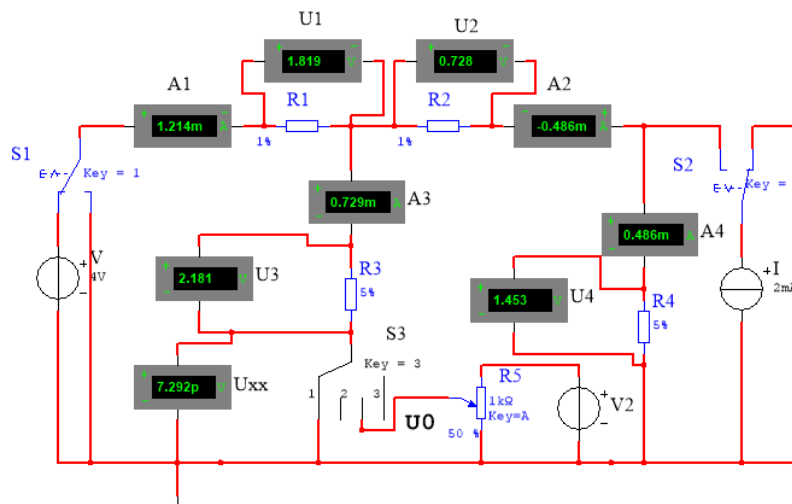 U1
U2
1.819 V
0.728 V
A1
R1
R2
A2
1.214m A
-0.486m A
1%
1%
S1
Key = 1
S2
Key =
0.729m A
A3
0.486m A
A4
V
4V
2.181 V
U3
R3
5%
1.453 V
U4
R4
5%
I
2mA
S3
Key = 3
7.292p V
Uxx
1
2
3
R5
1kΩ
Key=A
50 %
U0
V2